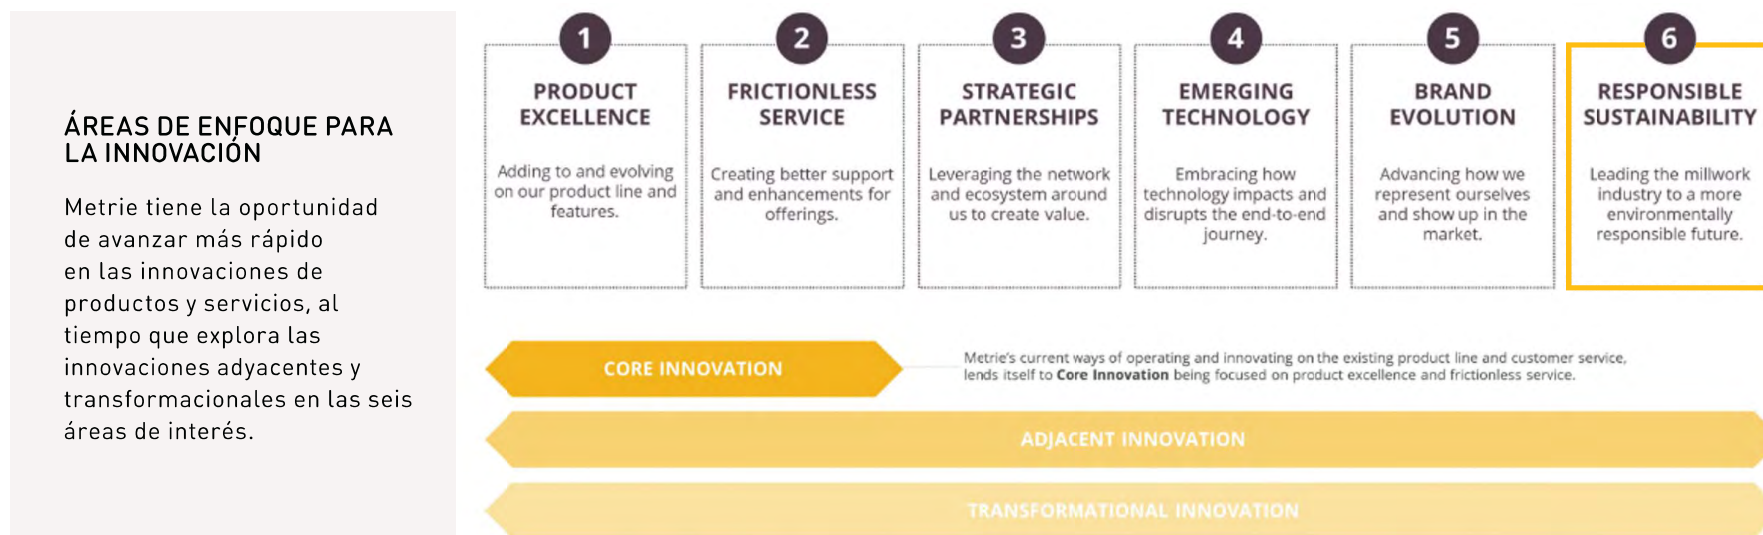 ÁREAS DE ENFOQUE PARA
LA INNOVACIÓN
Metrie tiene la oportunidad
de avanzar más rápido
en las innovaciones de
productos y servicios, al
tiempo que explora las
innovaciones adyacentes y
transformacionales en las seis
áreas de interés.
1
PRODUCT
EXCELLENCE
Adding to and evolving
on our product line and
features.
2
FRICTIONLESS
SERVICE
Creating better support
and enhancements for
offerings.
3
STRATEGIC
PARTNERSHIPS
Leveraging the network
and ecosystem around
us to create value.
4
EMERGING
TECHNOLOGY
Embracing how
technology impacts and
disrupts the end-to-end
journey.
5
BRAND
EVOLUTION
Advancing how we
represent ourselves
and show up in the
market.
6
RESPONSIBLE
SUSTAINABILITY
Leading the millwork
industry to a more
environmentally
responsible future.
CORE INNOVATION
Metrie's current ways of operating and innovating on the existing product line and customer service,
lends itself to Core Innovation being focused on product excellence and frictionless service.
ADJACENT INNOVATION
TRANSFORMATIONAL INNOVATION